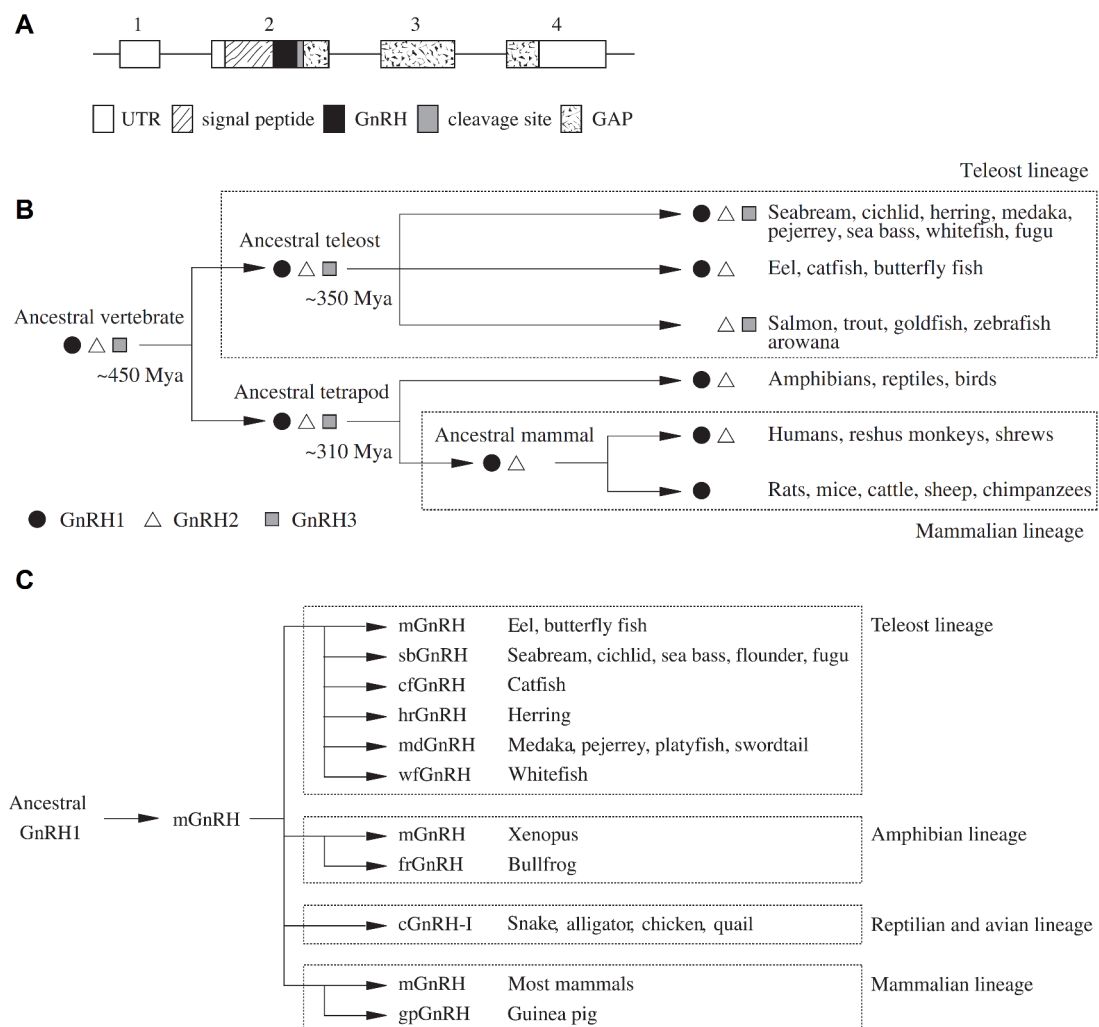 A
1 2 3 4
UTR signal peptide GnRH cleavage site GAP
Teleost lineage
B
Seabream, cichlid, herring, medaka,
pejerrey, sea bass, whitefish, fugu
Ancestral teleost
Eel, catfish, butterfly fish
~350 Mya
Ancestral vertebrate
Salmon, trout, goldfish, zebrafish
arowana
~450 Mya
Ancestral tetrapod
Amphibians, reptiles, birds
~310 Mya
Ancestral mammal
Humans, reshus monkeys, shrews
Rats, mice, cattle, sheep, chimpanzees
GnRH1 GnRH2 GnRH3
Mammalian lineage
C
mGnRH Eel, butterfly fish
Teleost lineage
sbGnRH Seabream, cichlid, sea bass, flounder, fugu
cfGnRH Catfish
hrGnRH Herring
mdGnRH Medaka, pejerrey, platyfish, swordtail
wfGnRH Whitefish
Ancestral
GnRH1
mGnRH
mGnRH Xenopus
Amphibian lineage
frGnRH Bullfrog
cGnRH-I Snake, alligator, chicken, quail
Reptilian and avian lineage
mGnRH Most mammals
Mammalian lineage
gpGnRH Guinea pig